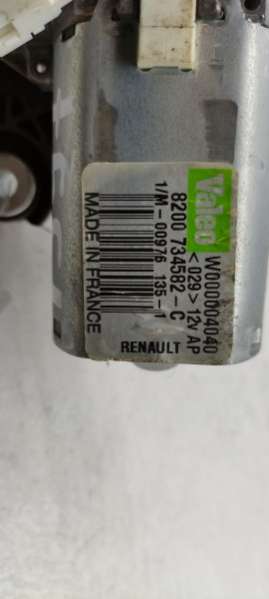 Valeo
W000004040
< 029 > 12v AP
8200 734582-C
1/M-00976 135-1
MADE IN FRANCE
RENAULT